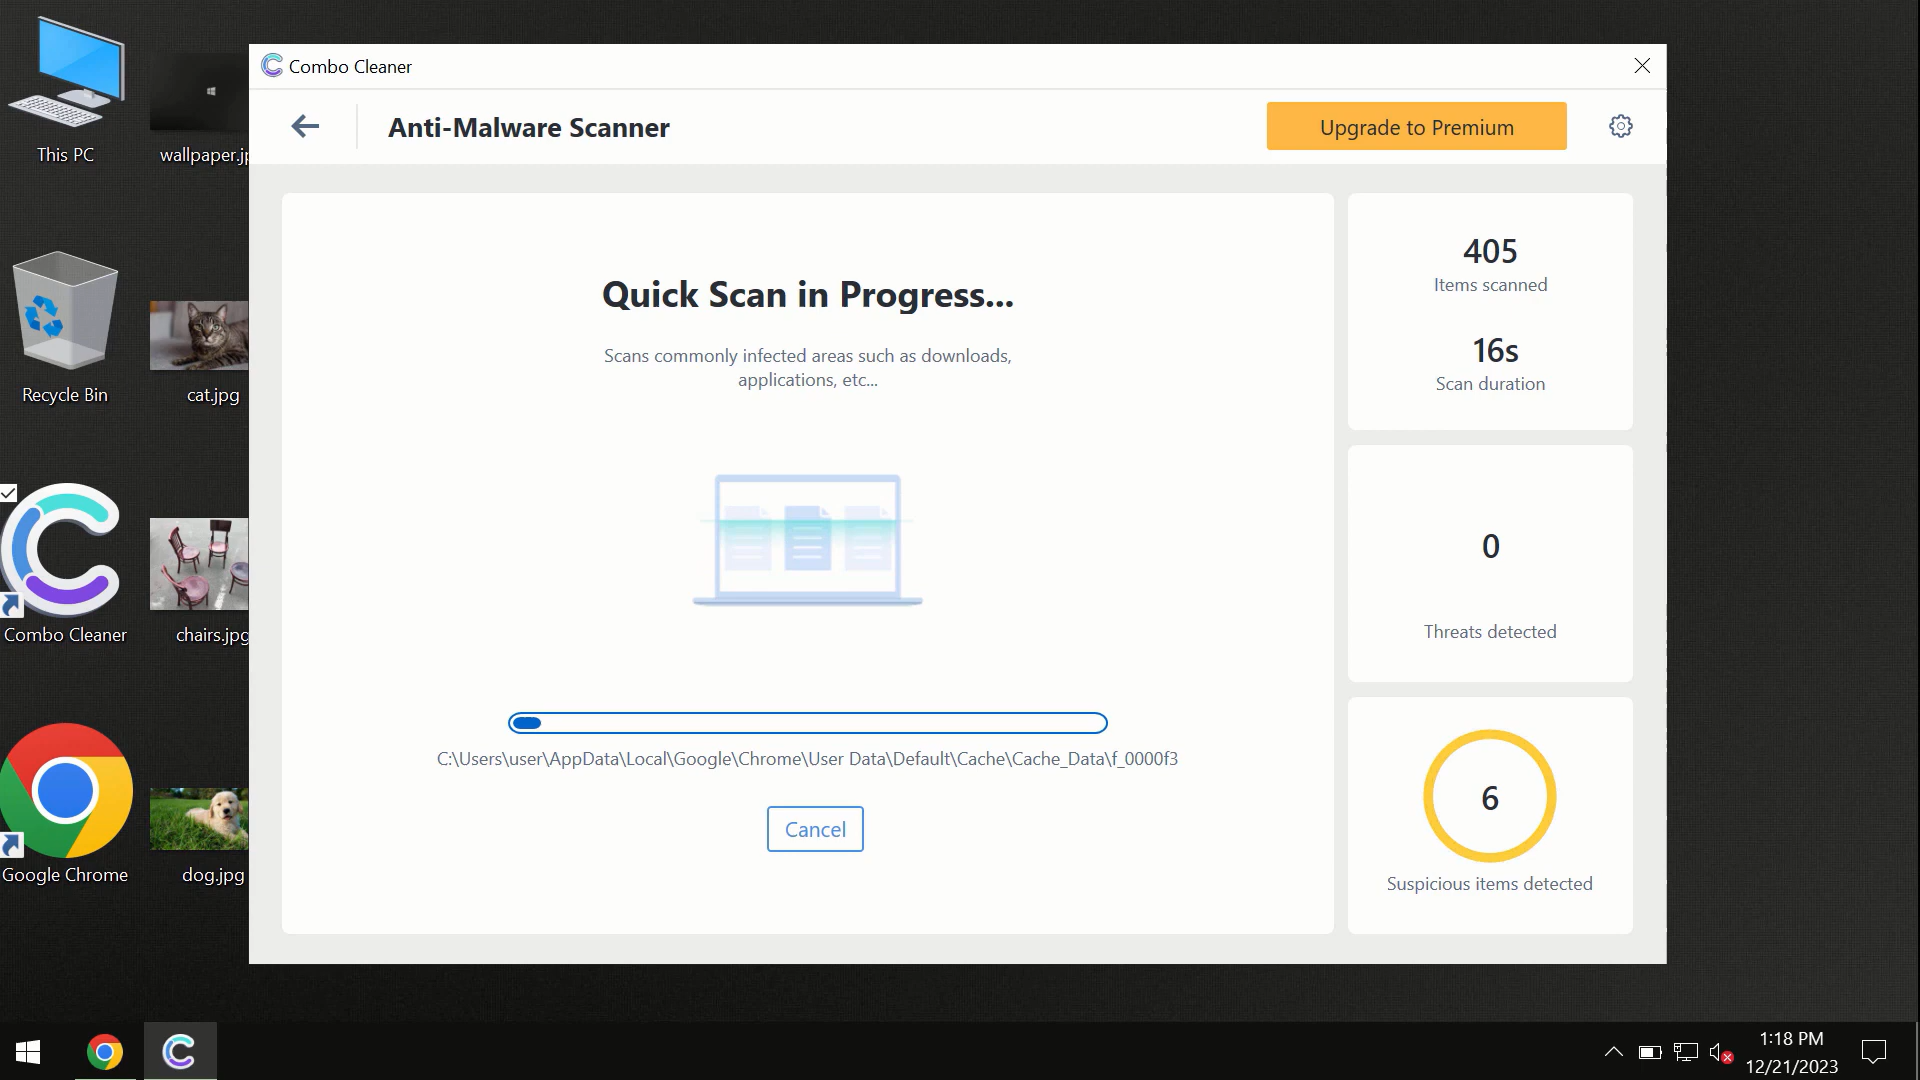 This PC
wallpaper.jp
Recycle Bin
cat.jpg
Combo Cleaner
chairs.jpg
Google Chrome
dog.jpg
Combo Cleaner
Anti-Malware Scanner
Upgrade to Premium
Quick Scan in Progress...
Scans commonly infected areas such as downloads,
applications, etc...
C:\Users\user\AppData\Local\Google\Chrome\User Data\Default\Cache\Cache_Data\f_0000f3
Cancel
405
Items scanned
16s
Scan duration
0
Threats detected
6
Suspicious items detected
1:18 PM
12/21/2023